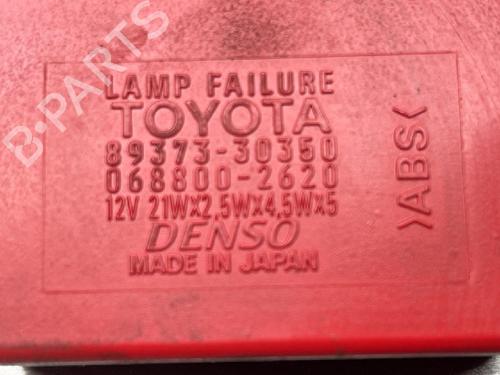 LAMP FAILURE
TOYOTA
89373-30350
068800-2620
12V 21W×2,5W×4,5W×5
DENSO
MADE IN JAPAN
>ABS<
B-PARTS